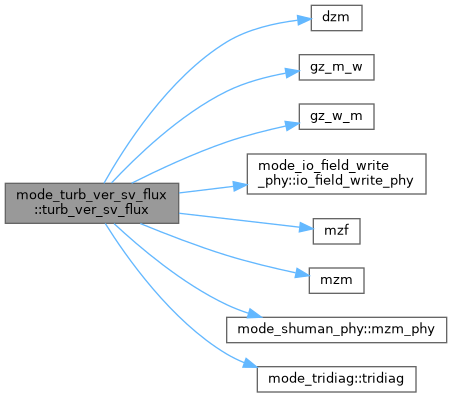 dzm
gz_m_w
gz_w_m
mode_turb_ver_sv_flux
::turb_ver_sv_flux
mode_io_field_write
_phy::io_field_write_phy
mzf
mzm
mode_shuman_phy::mzm_phy
mode_tridiag::tridiag